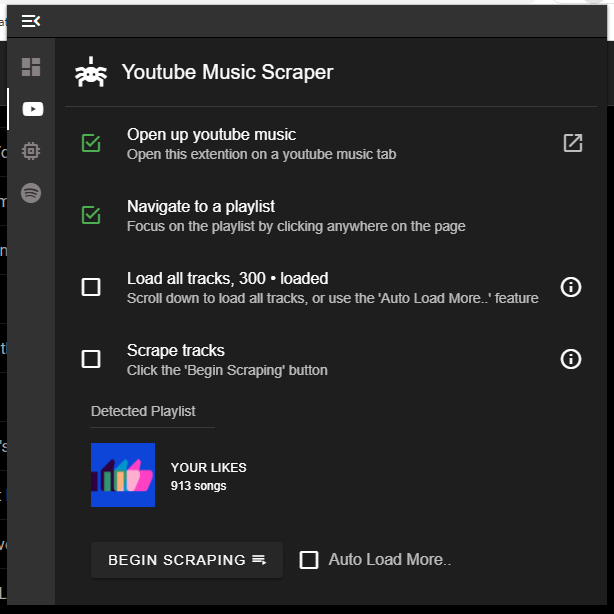 Youtube Music Scraper
Open up youtube music
Open this extention on a youtube music tab
Navigate to a playlist
Focus on the playlist by clicking anywhere on the page
Load all tracks, 300 • loaded
Scroll down to load all tracks, or use the 'Auto Load More..' feature
Scrape tracks
Click the 'Begin Scraping' button
Detected Playlist
YOUR LIKES
913 songs
BEGIN SCRAPING
Auto Load More..